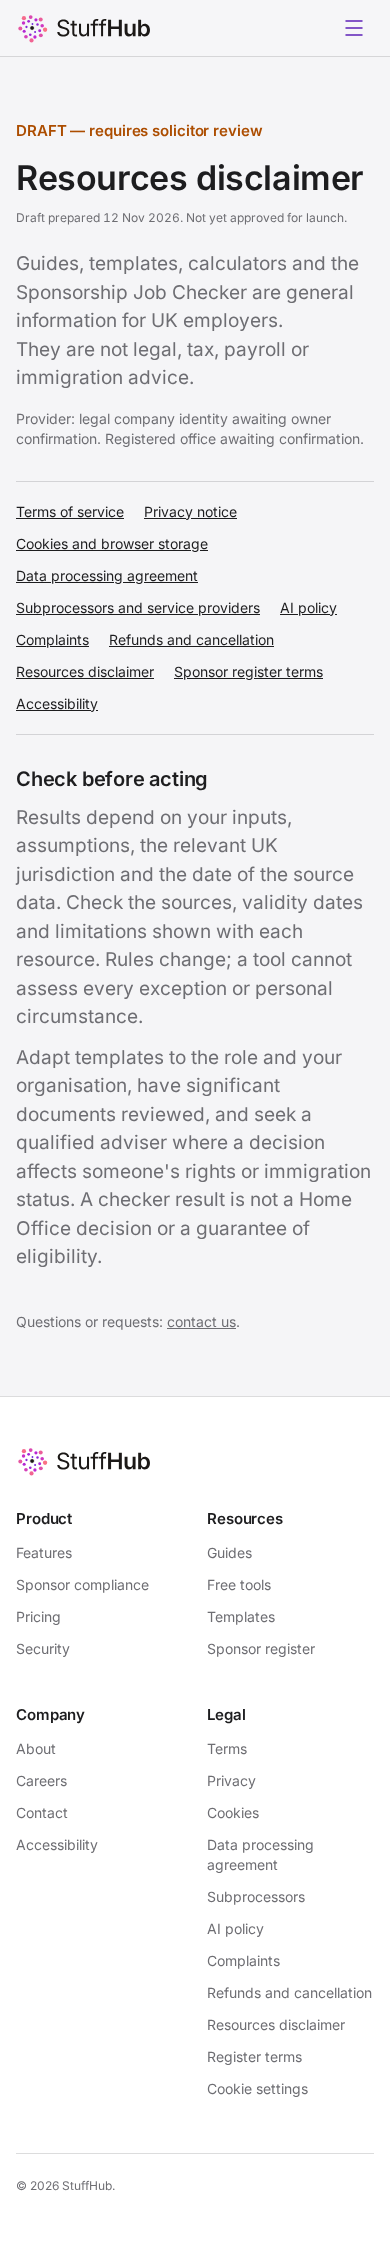 StuffHub
DRAFT — requires solicitor review
Resources disclaimer
Draft prepared 12 Nov 2026. Not yet approved for launch.
Guides, templates, calculators and the
Sponsorship Job Checker are general
information for UK employers.
They are not legal, tax, payroll or
immigration advice.
Provider: legal company identity awaiting owner
confirmation. Registered office awaiting confirmation.
Terms of service Privacy notice
Cookies and browser storage
Data processing agreement
Subprocessors and service providers AI policy
Complaints Refunds and cancellation
Resources disclaimer Sponsor register terms
Accessibility
Check before acting
Results depend on your inputs,
assumptions, the relevant UK
jurisdiction and the date of the source
data. Check the sources, validity dates
and limitations shown with each
resource. Rules change; a tool cannot
assess every exception or personal
circumstance.
Adapt templates to the role and your
organisation, have significant
documents reviewed, and seek a
qualified adviser where a decision
affects someone's rights or immigration
status. A checker result is not a Home
Office decision or a guarantee of
eligibility.
Questions or requests: contact us.
StuffHub
Product
Features
Sponsor compliance
Pricing
Security
Resources
Guides
Free tools
Templates
Sponsor register
Company
About
Careers
Contact
Accessibility
Legal
Terms
Privacy
Cookies
Data processing
agreement
Subprocessors
AI policy
Complaints
Refunds and cancellation
Resources disclaimer
Register terms
Cookie settings
© 2026 StuffHub.